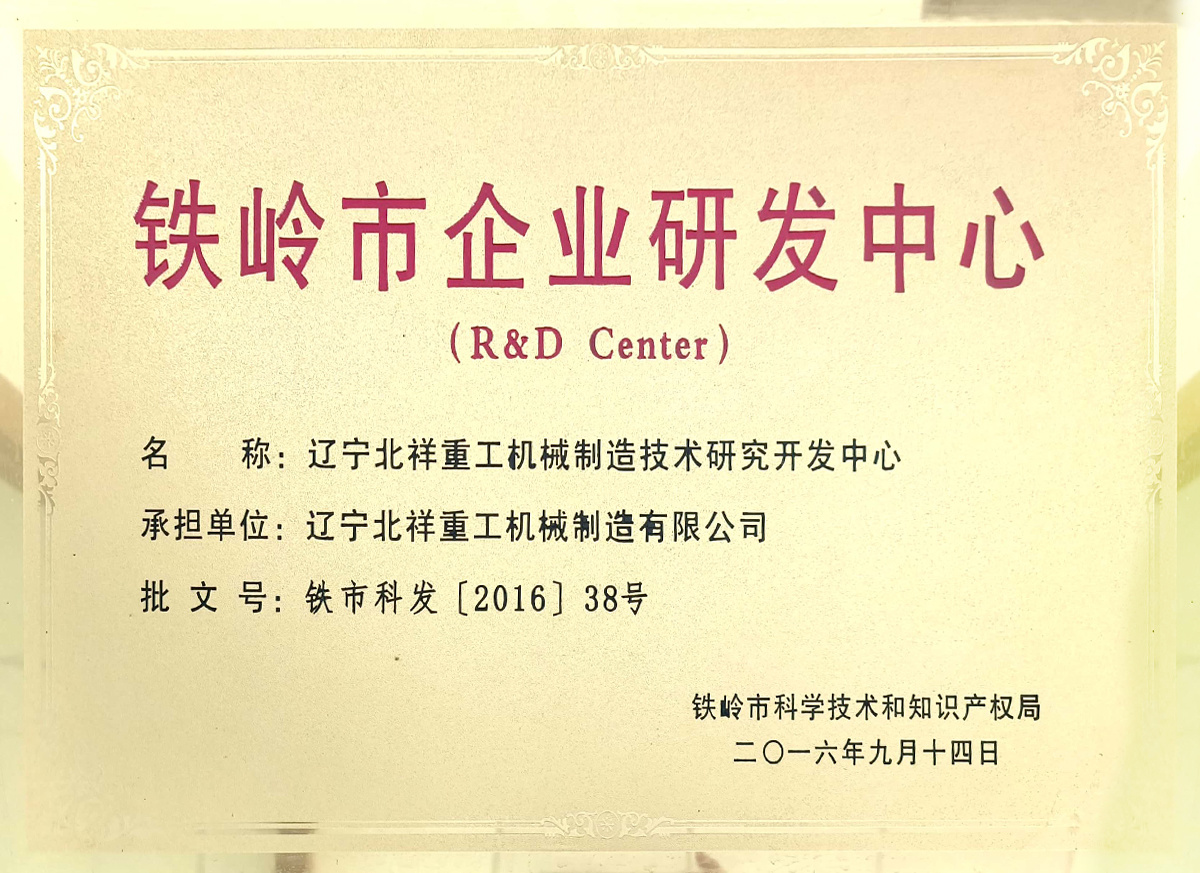 铁岭市企业研发中心
(R&D Center)
名 称：辽宁北祥重工机械制造技术研究开发中心
承担单位：辽宁北祥重工机械制造有限公司
批 文 号：铁市科发〔2016〕38号
铁岭市科学技术和知识产权局
二〇一六年九月十四日